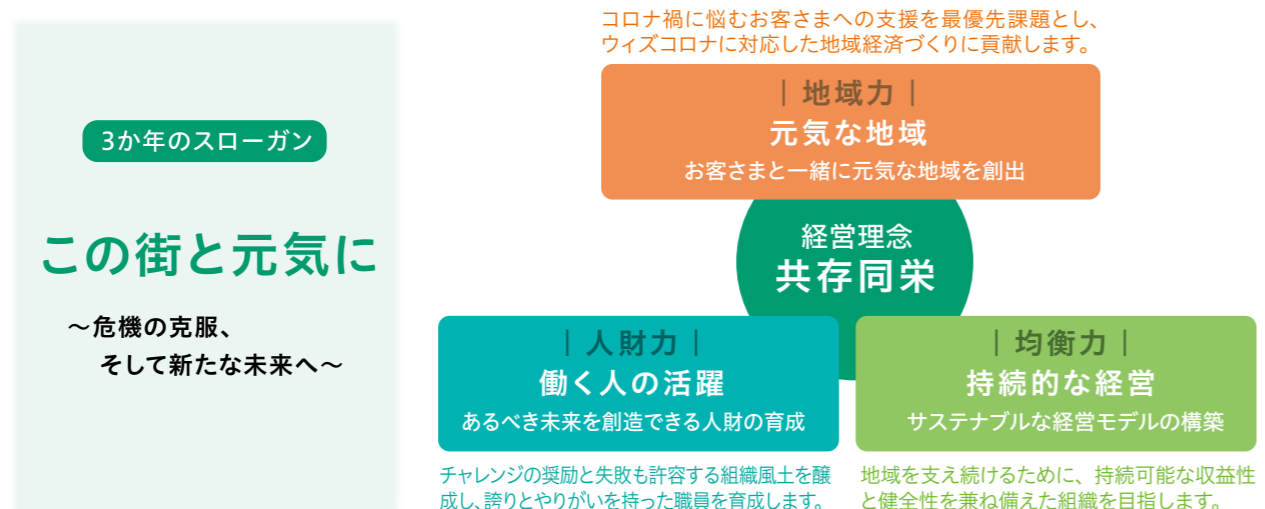 3か年のスローガン
この街と元気に
～危機の克服、
そして新たな未来へ～
コロナ禍に悩むお客さまへの支援を最優先課題とし、
ウィズコロナに対応した地域経済づくりに貢献します。
｜地域力｜
元気な地域
お客さまと一緒に元気な地域を創出
経営理念
共存同栄
｜人財力｜
働く人の活躍
あるべき未来を創造できる人財の育成
チャレンジの奨励と失敗も許容する組織風土を醸
成し、誇りとやりがいを持った職員を育成します。
｜均衡力｜
持続的な経営
サステナブルな経営モデルの構築
地域を支え続けるために、持続可能な収益性
と健全性を兼ね備えた組織を目指します。